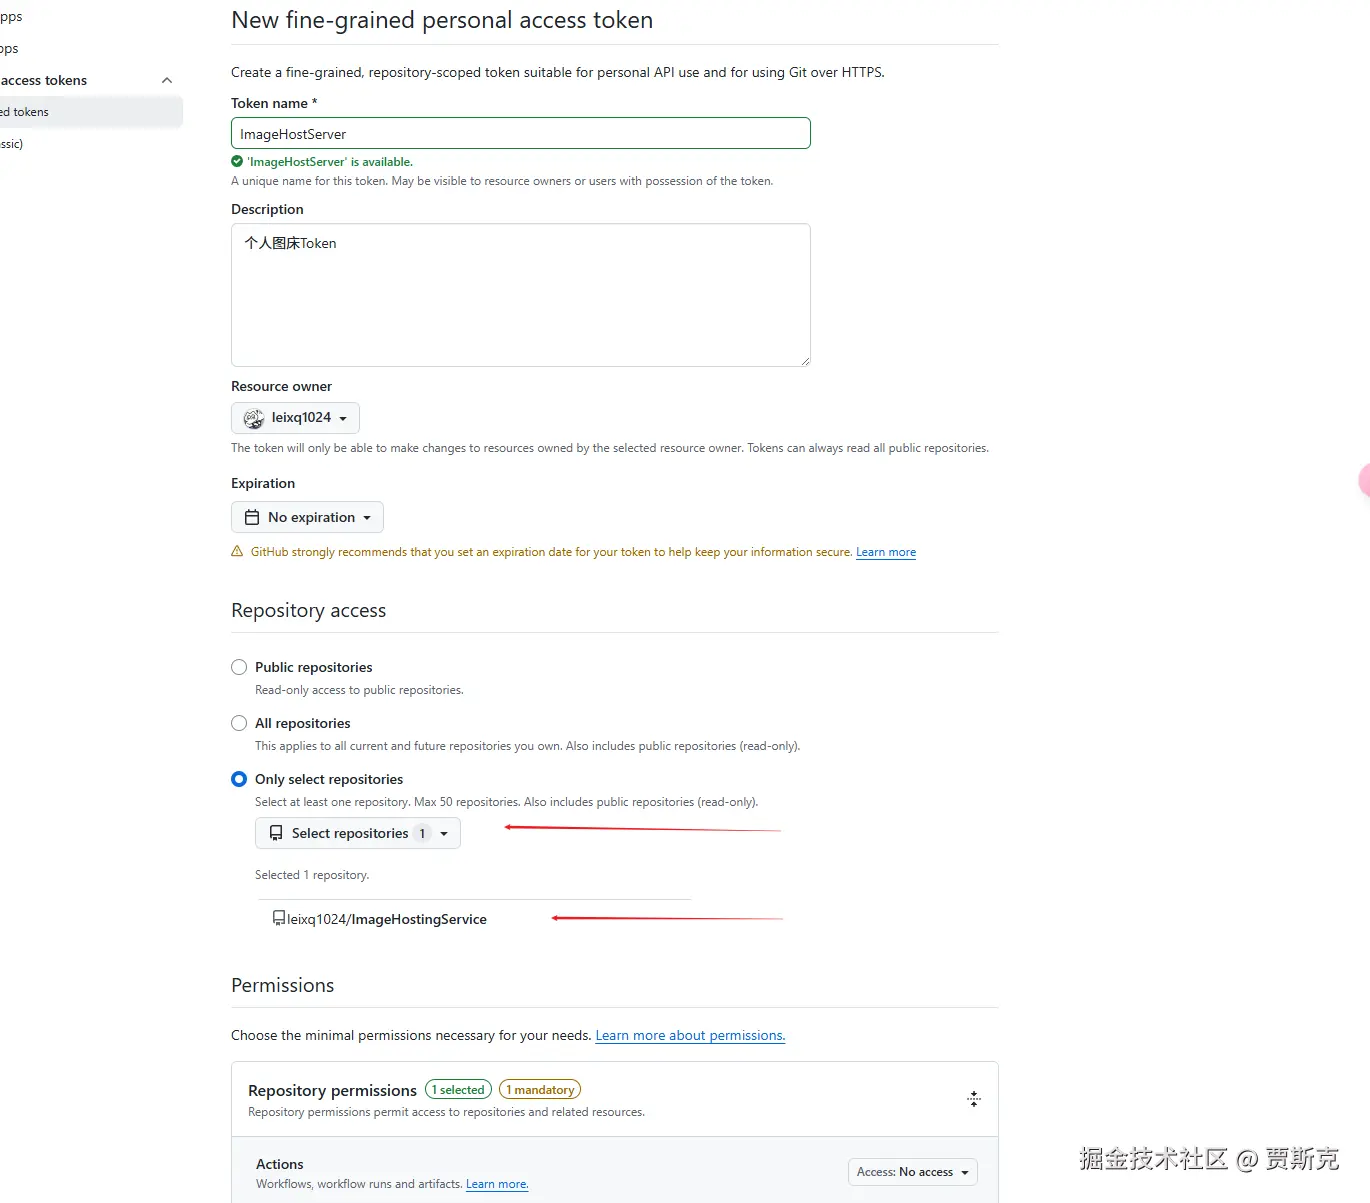 pps
New fine-grained personal access token
pps
Create a fine-grained, repository-scoped token suitable for personal API use and for using Git over HTTPS.
access tokens
Token name *
ed tokens
ImageHostServer
ssic)
'ImageHostServer' is available.
A unique name for this token. May be visible to resource owners or users with possession of the token.
Description
个人图床Token
Resource owner
leixq1024
The token will only be able to make changes to resources owned by the selected resource owner. Tokens can always read all public repositories.
Expiration
No expiration
GitHub strongly recommends that you set an expiration date for your token to help keep your information secure. Learn more
Repository access
Public repositories
Read-only access to public repositories.
All repositories
This applies to all current and future repositories you own. Also includes public repositories (read-only).
Only select repositories
Select at least one repository. Max 50 repositories. Also includes public repositories (read-only).
Select repositories 1
Selected 1 repository.
leixq1024/ImageHostingService
Permissions
Choose the minimal permissions necessary for your needs. Learn more about permissions.
Repository permissions 1 selected 1 mandatory
Repository permissions permit access to repositories and related resources.
Actions
Workflows, workflow runs and artifacts. Learn more.
Access: No access
掘金技术社区 @ 贾斯克